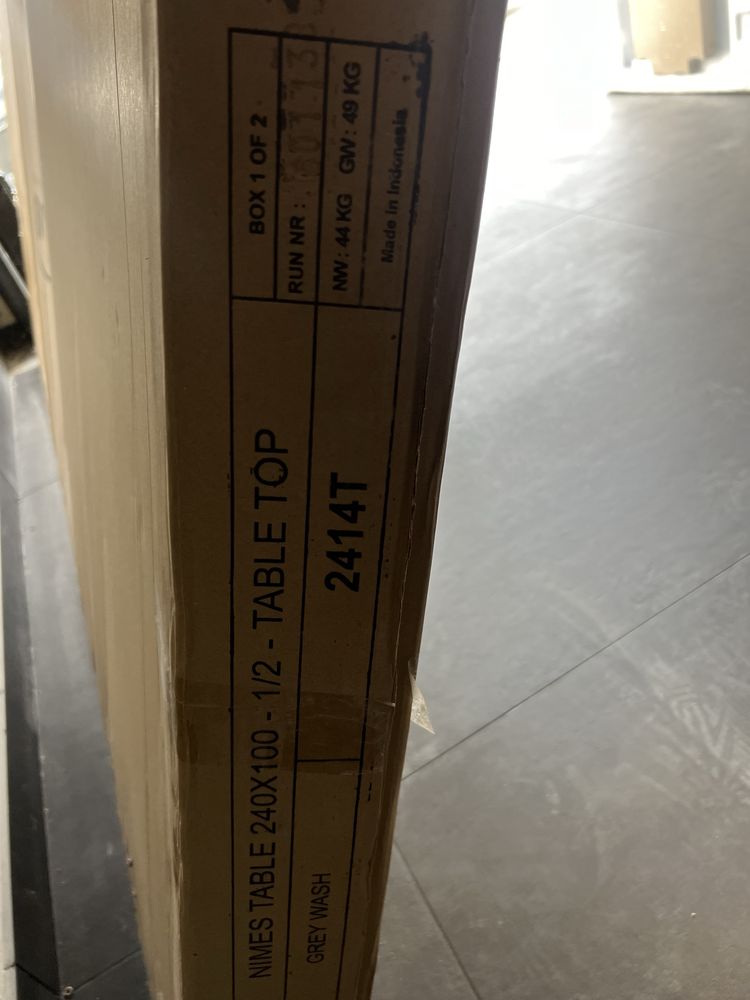 NIMES TABLE 240X100 - 1/2 - TABLE TOP
GREY WASH
2414T
BOX 1 OF 2
RUN NR :
NW : 44 KG GW : 49 KG
Made in Indonesia